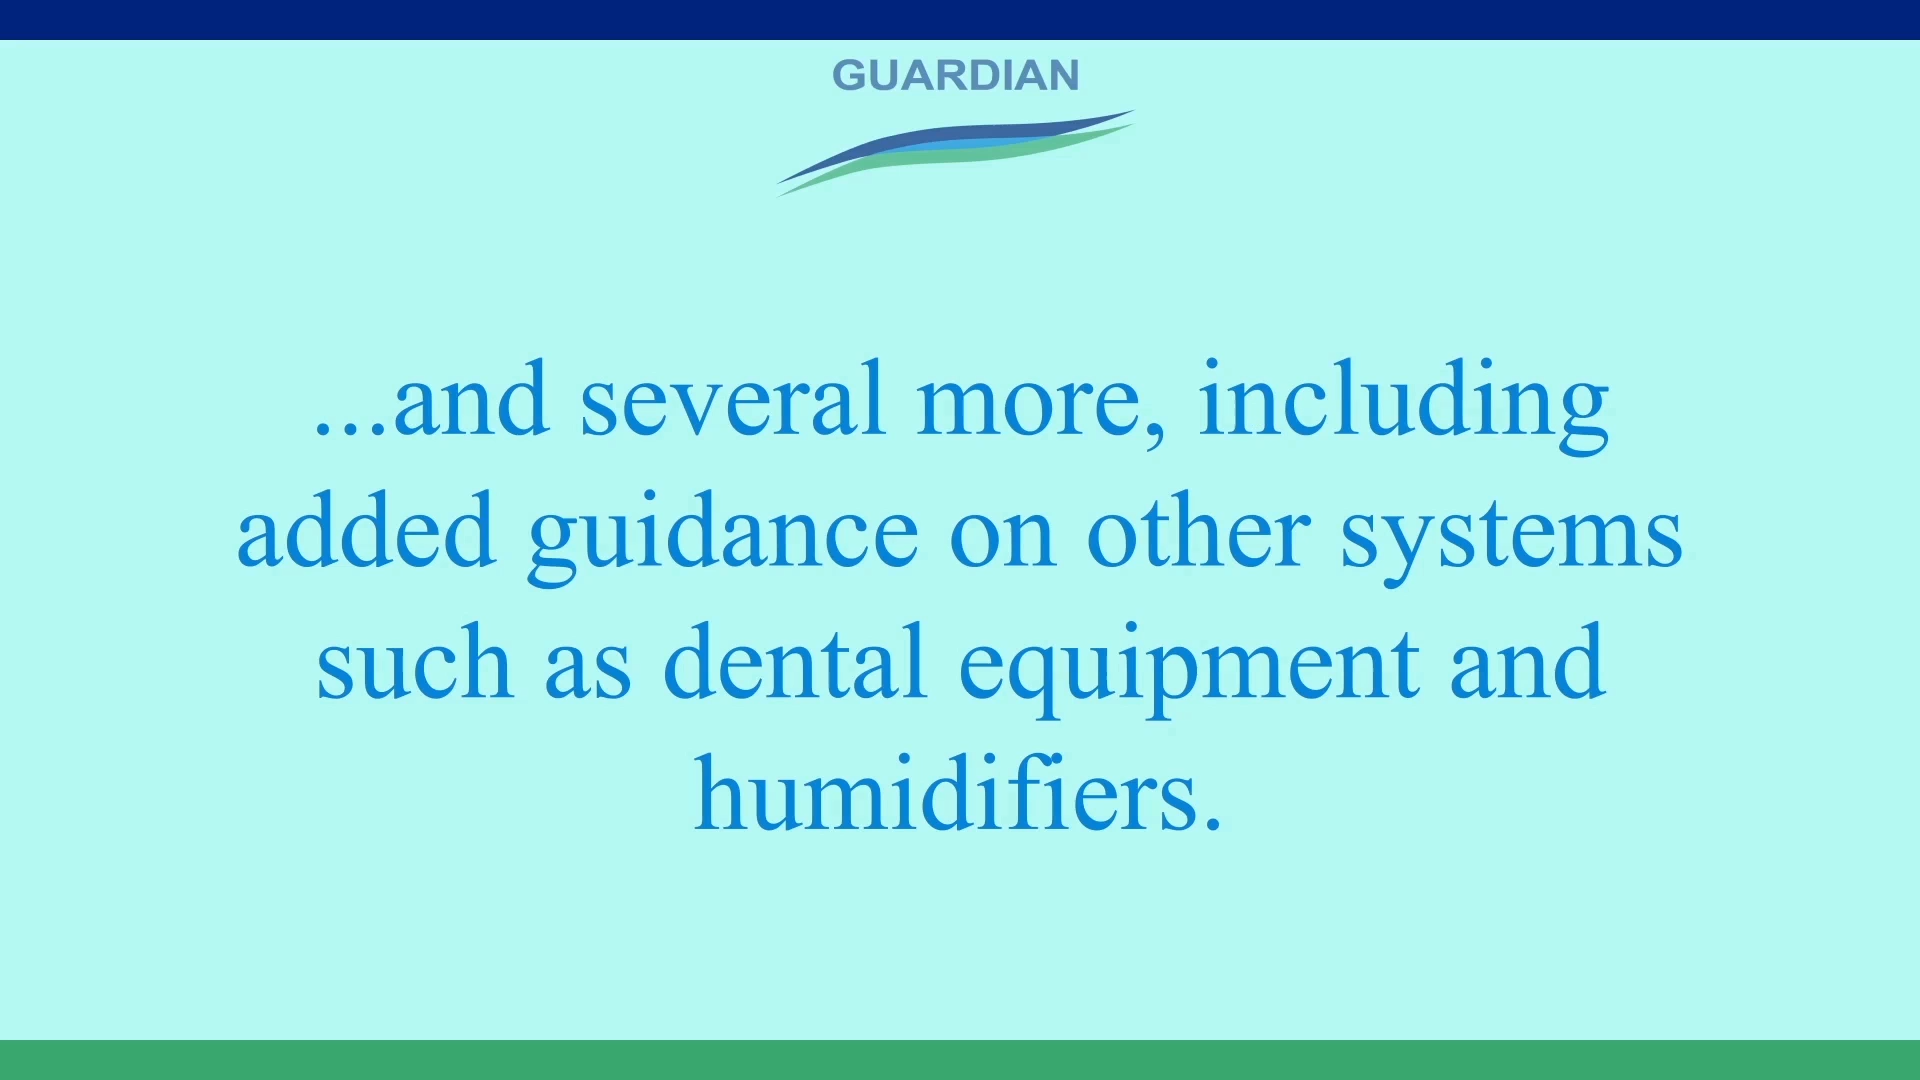 GUARDIAN
...and several more, including
added guidance on other systems
such as dental equipment and
humidifiers.